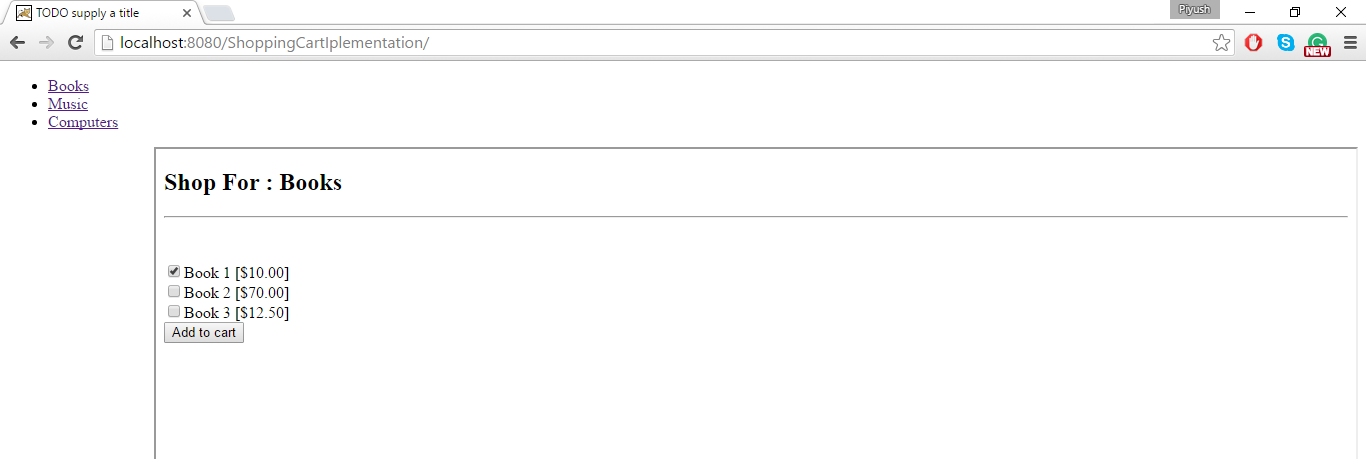 TODO supply a title
Piyush
localhost:8080/ShoppingCartIplementation/
NEW
Books
Music
Computers
Shop For : Books
Book 1 [$10.00]
Book 2 [$70.00]
Book 3 [$12.50]
Add to cart